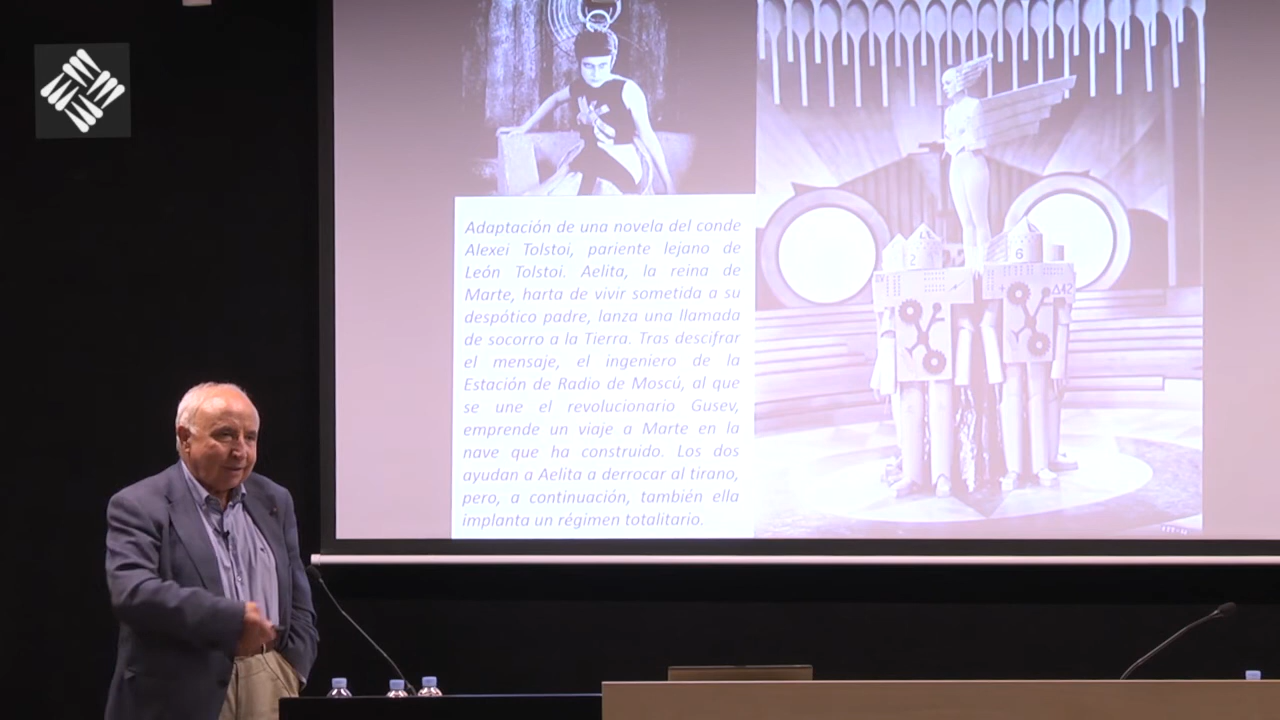 Adaptación de una novela del conde
Alexei Tolstoi, pariente lejano de
León Tolstoi. Aelita, la reina de
Marte, harta de vivir sometida a su
despótico padre, lanza una llamada
de socorro a la Tierra. Tras descifrar
el mensaje, el ingeniero de la
Estación de Radio de Moscú, al que
se une el revolucionario Gusev,
emprende un viaje a Marte en la
nave que ha construido. Los dos
ayudan a Aelita a derrocar al tirano,
pero, a continuación, también ella
implanta un régimen totalitario.
2
6
Δ42